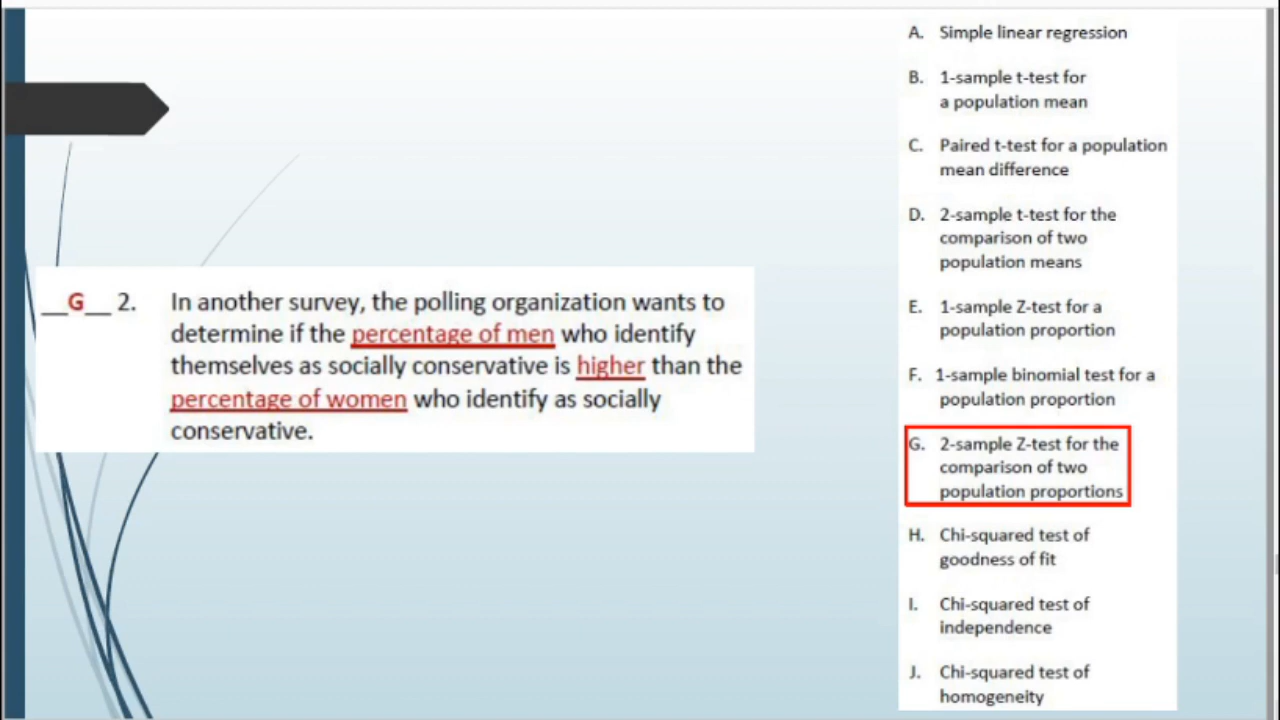 __G__ 2. In another survey, the polling organization wants to
determine if the percentage of men who identify
themselves as socially conservative is higher than the
percentage of women who identify as socially
conservative.
A. Simple linear regression
B. 1-sample t-test for
a population mean
C. Paired t-test for a population
mean difference
D. 2-sample t-test for the
comparison of two
population means
E. 1-sample Z-test for a
population proportion
F. 1-sample binomial test for a
population proportion
G. 2-sample Z-test for the
comparison of two
population proportions
H. Chi-squared test of
goodness of fit
I. Chi-squared test of
independence
J. Chi-squared test of
homogeneity